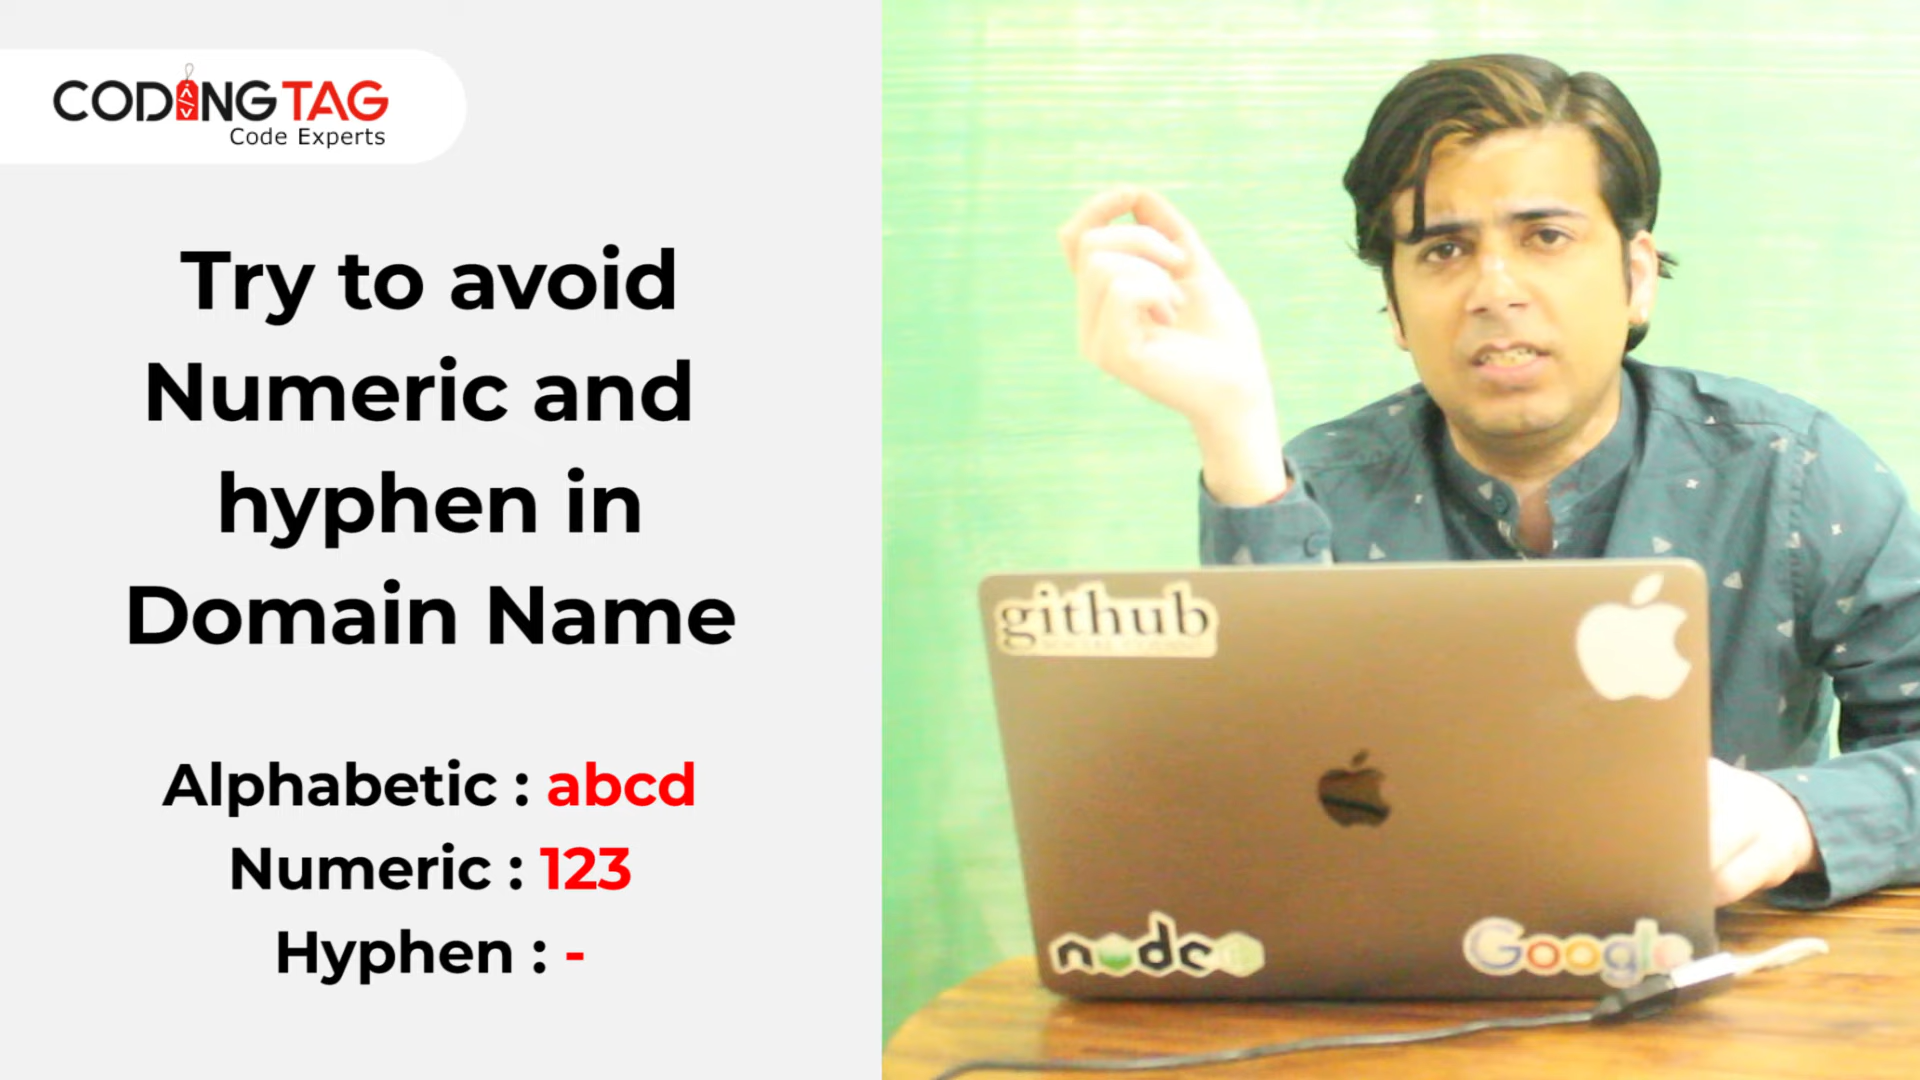 CODINGTAG
Code Experts
Try to avoid
Numeric and
hyphen in
Domain Name
Alphabetic : abcd
Numeric : 123
Hyphen : -
github
node
Google